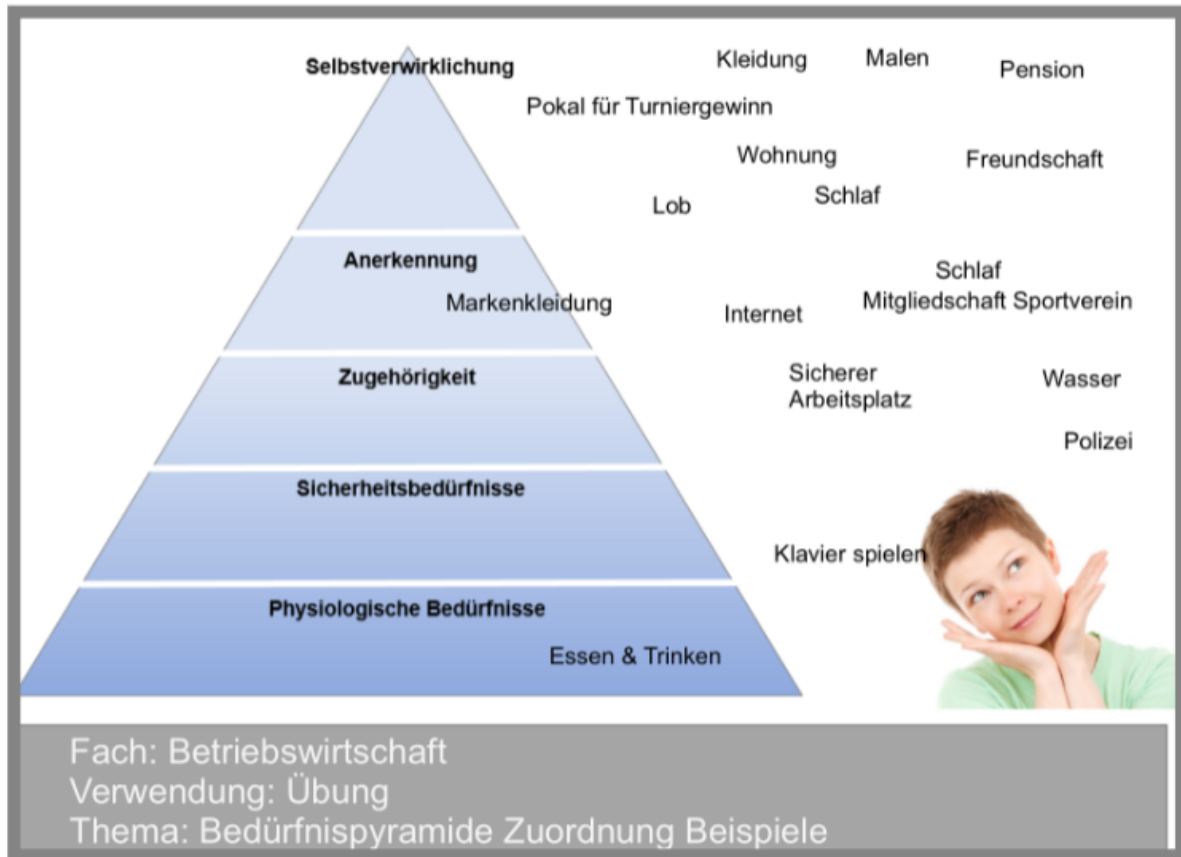 Selbstverwirklichung
Kleidung
Malen
Pension
Pokal für Turniergewinn
Wohnung
Freundschaft
Schlaf
Lob
Anerkennung
Markenkleidung
Schlaf
Mitgliedschaft Sportverein
Internet
Zugehörigkeit
Sicherer
Arbeitsplatz
Wasser
Polizei
Sicherheitsbedürfnisse
Klavier spielen
Physiologische Bedürfnisse
Essen & Trinken
Fach: Betriebswirtschaft
Verwendung: Übung
Thema: Bedürfnispyramide Zuordnung Beispiele